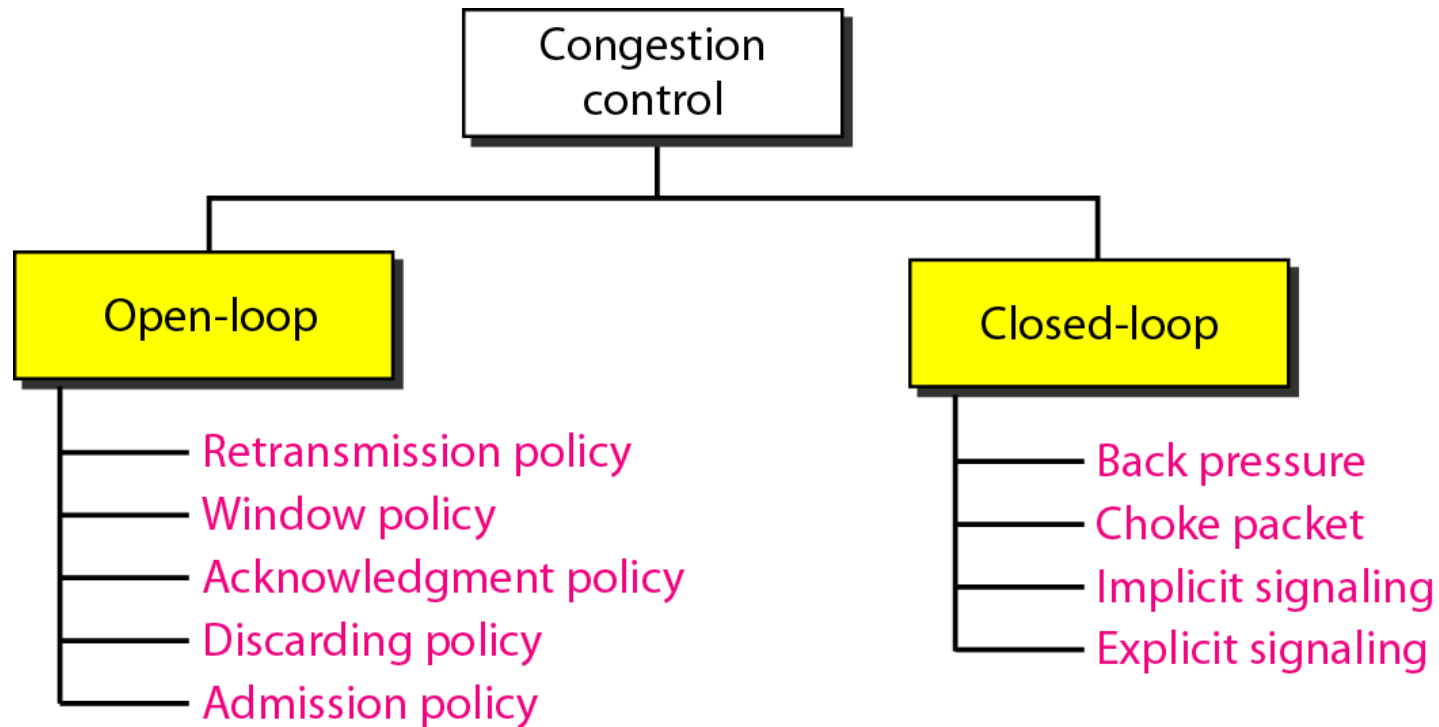 Congestion
control
Open-loop
Retransmission policy
Window policy
Acknowledgment policy
Discarding policy
Admission policy
Closed-loop
Back pressure
Choke packet
Implicit signaling
Explicit signaling